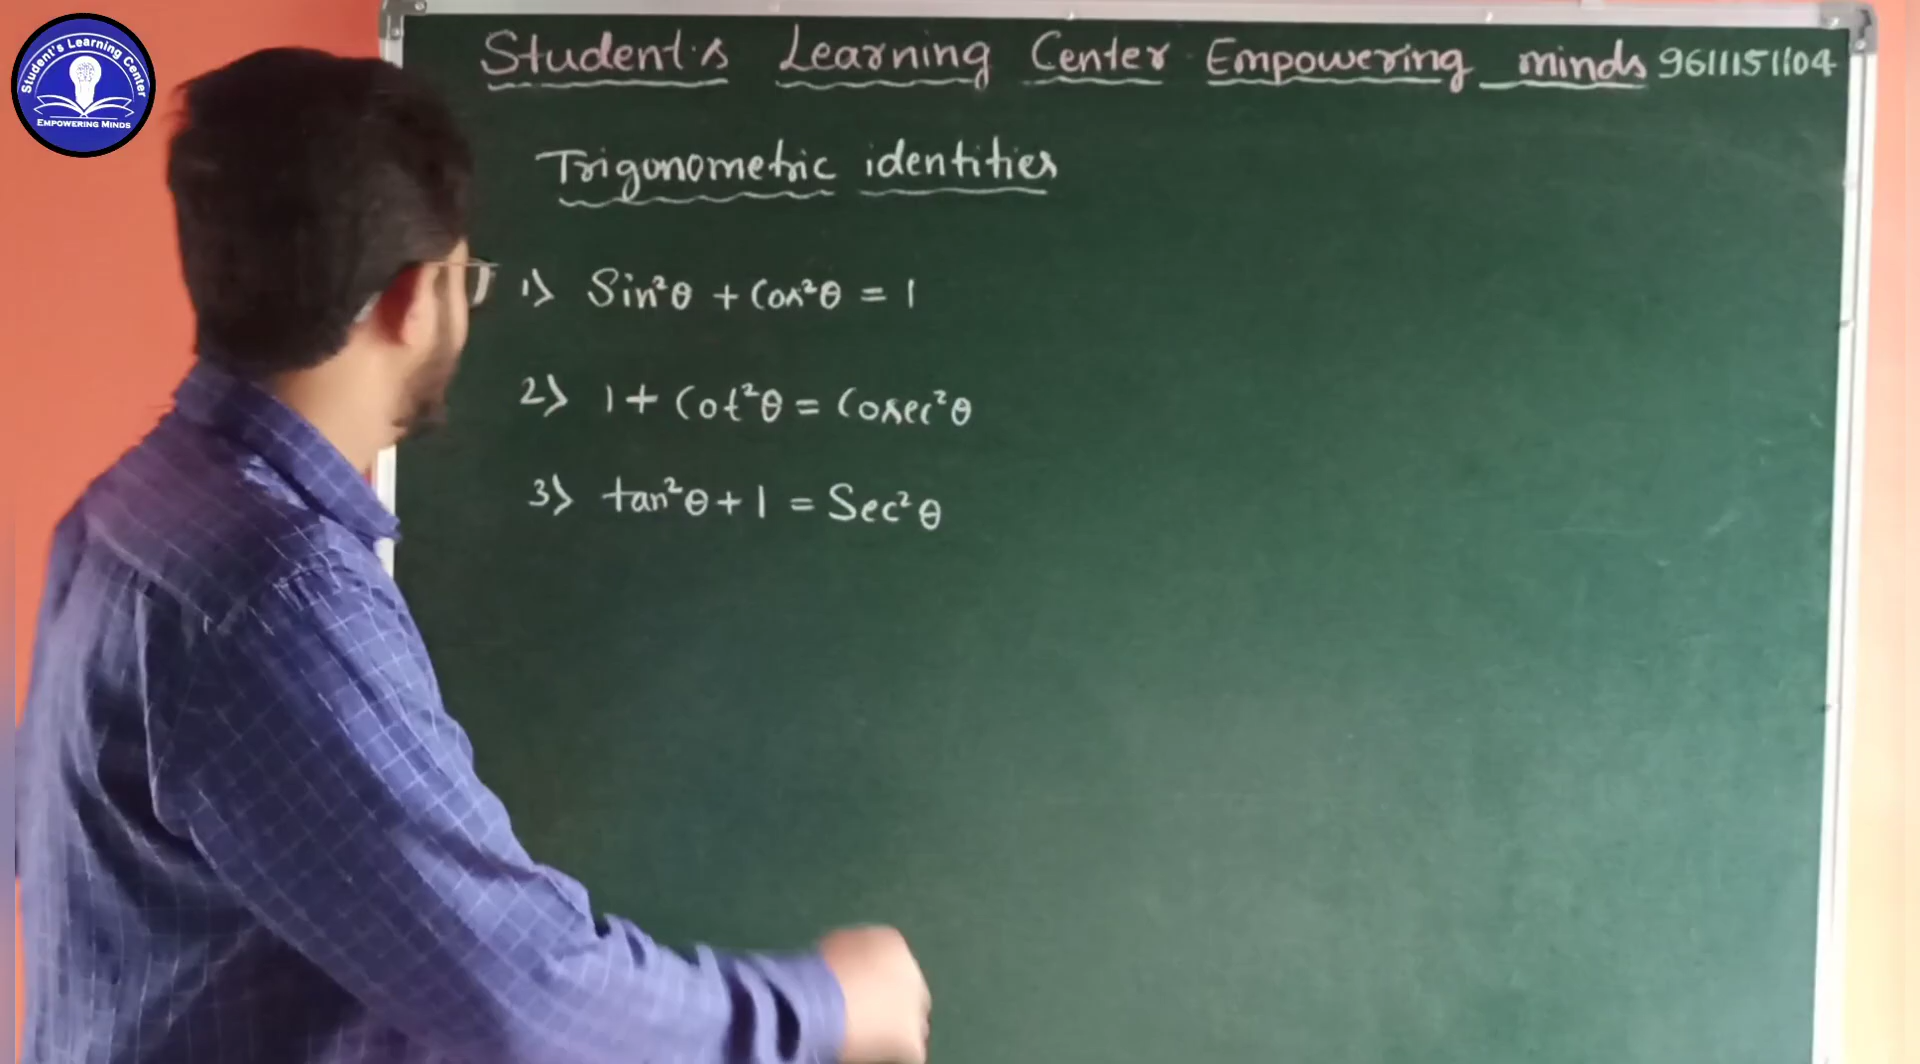 Student's Learning Center
EMPOWERING MINDS
Student's Learning Center Empowering minds 9611151104
Trigonometric identities
1) Sin²θ + Cos²θ = 1
2) 1 + Cot²θ = Cosec²θ
3) tan²θ + 1 = Sec²θ